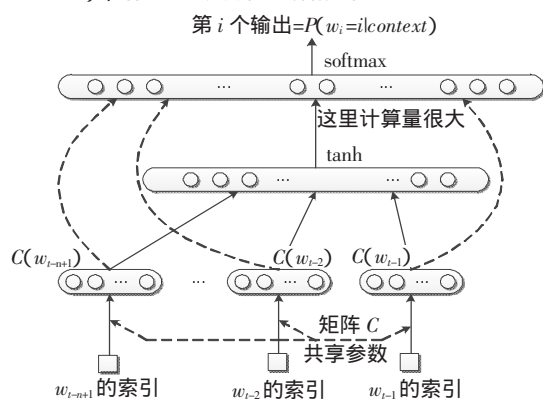 第 i 个输出=P(w_i=i|context)
softmax
... ...
这里计算量很大
tanh
... ...
C(w_{t-n+1}) C(w_{t-2}) C(w_{t-1})
... ... ... ...
矩阵 C
共享参数
w_{t-n+1}的索引 w_{t-2}的索引 w_{t-1}的索引